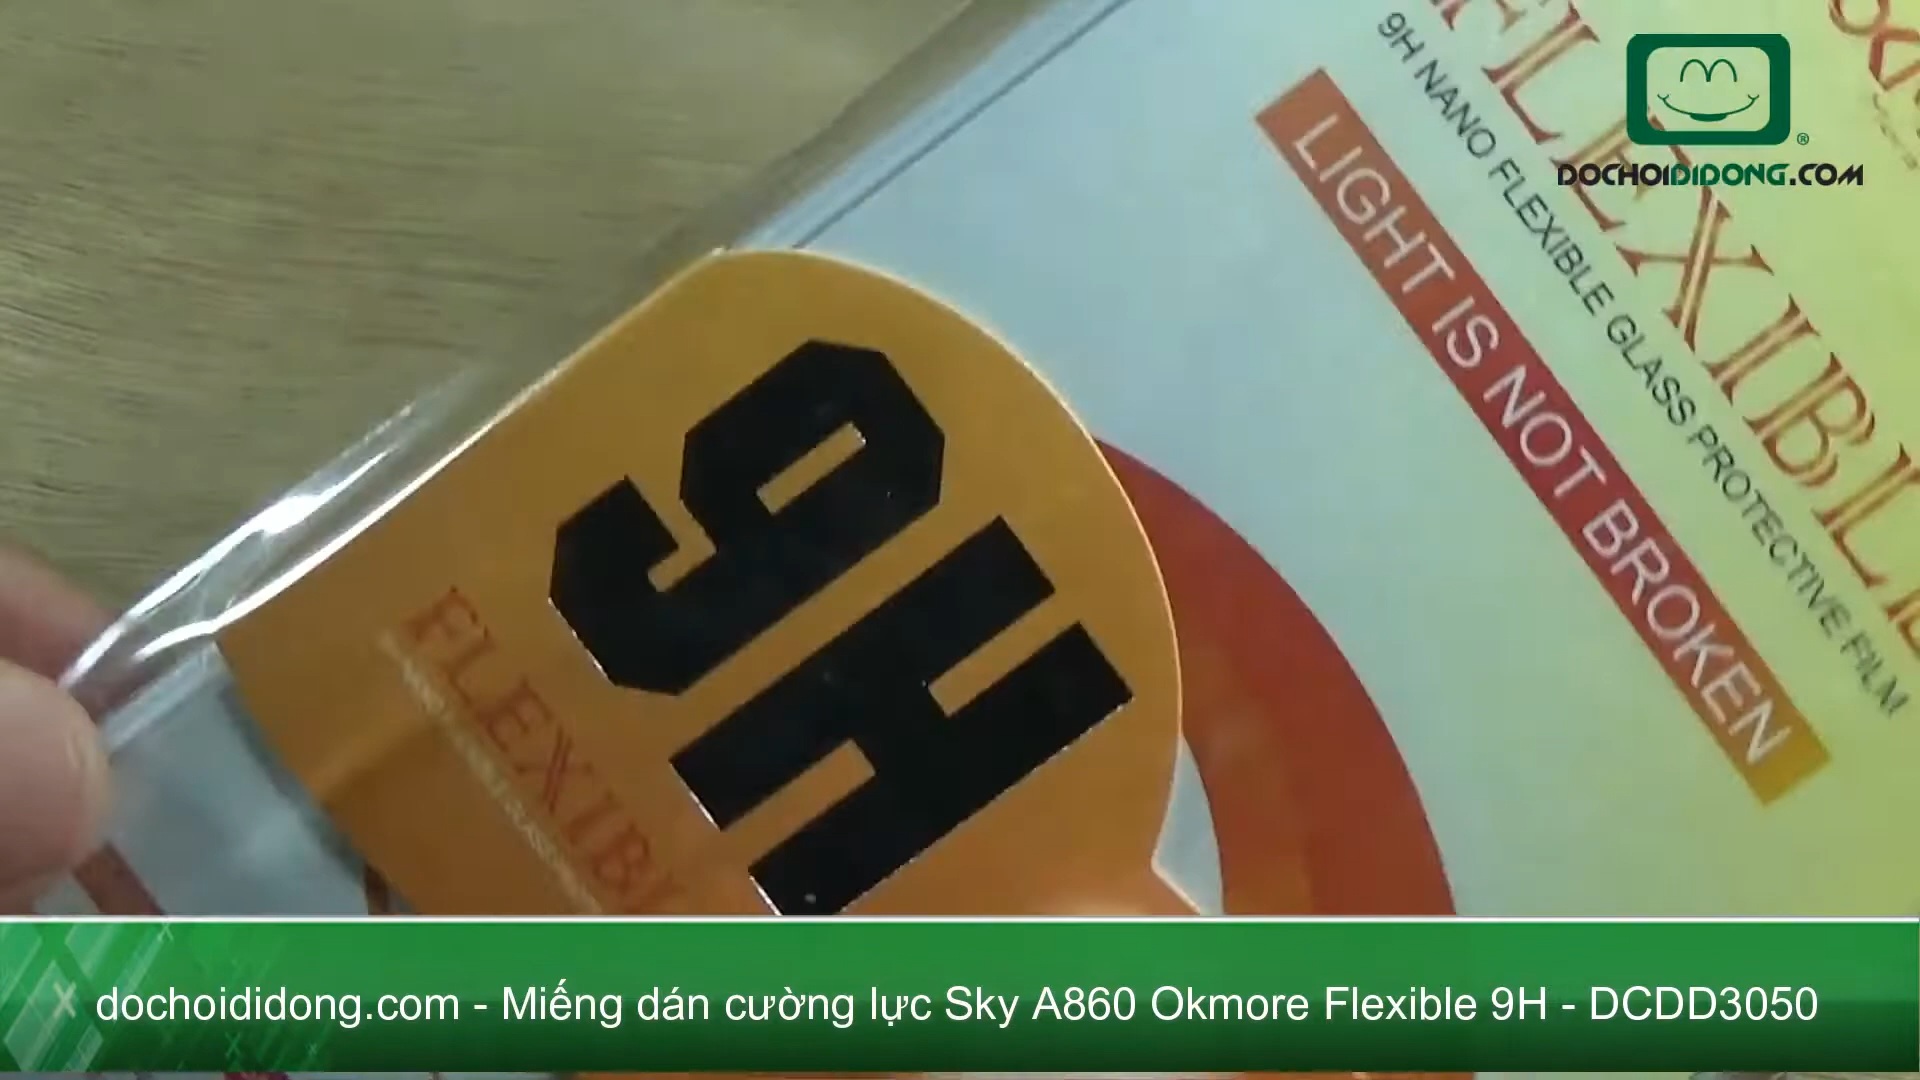 FLEXIBL
9H NANO FLEXIBLE GLASS PROTECTIVE FILM
LIGHT IS NOT BROKEN
DOCHOIDIDONG.COM
9H
FLEXIB
dochoididong.com - Miếng dán cường lực Sky A860 Okmore Flexible 9H - DCDD3050